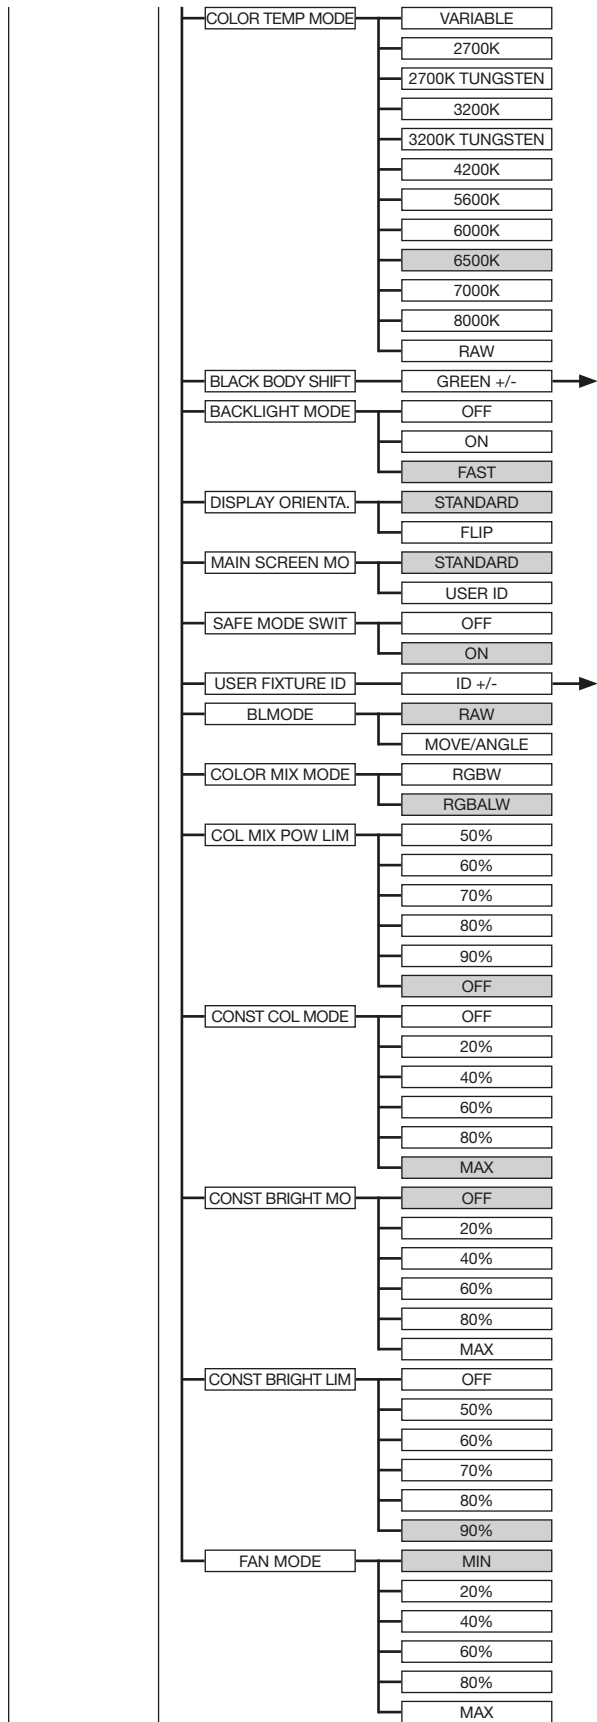 COLOR TEMP MODE VARIABLE
2700K
2700K TUNGSTEN
3200K
3200K TUNGSTEN
4200K
5600K
6000K
6500K
7000K
8000K
RAW
BLACK BODY SHIFT GREEN +/-
BACKLIGHT MODE OFF
ON
FAST
DISPLAY ORIENTA. STANDARD
FLIP
MAIN SCREEN MO STANDARD
USER ID
SAFE MODE SWIT OFF
ON
USER FIXTURE ID ID +/-
BLMODE RAW
MOVE/ANGLE
COLOR MIX MODE RGBW
RGBALW
COL MIX POW LIM 50%
60%
70%
80%
90%
OFF
CONST COL MODE OFF
20%
40%
60%
80%
MAX
CONST BRIGHT MO OFF
20%
40%
60%
80%
MAX
CONST BRIGHT LIM OFF
50%
60%
70%
80%
90%
FAN MODE MIN
20%
40%
60%
80%
MAX